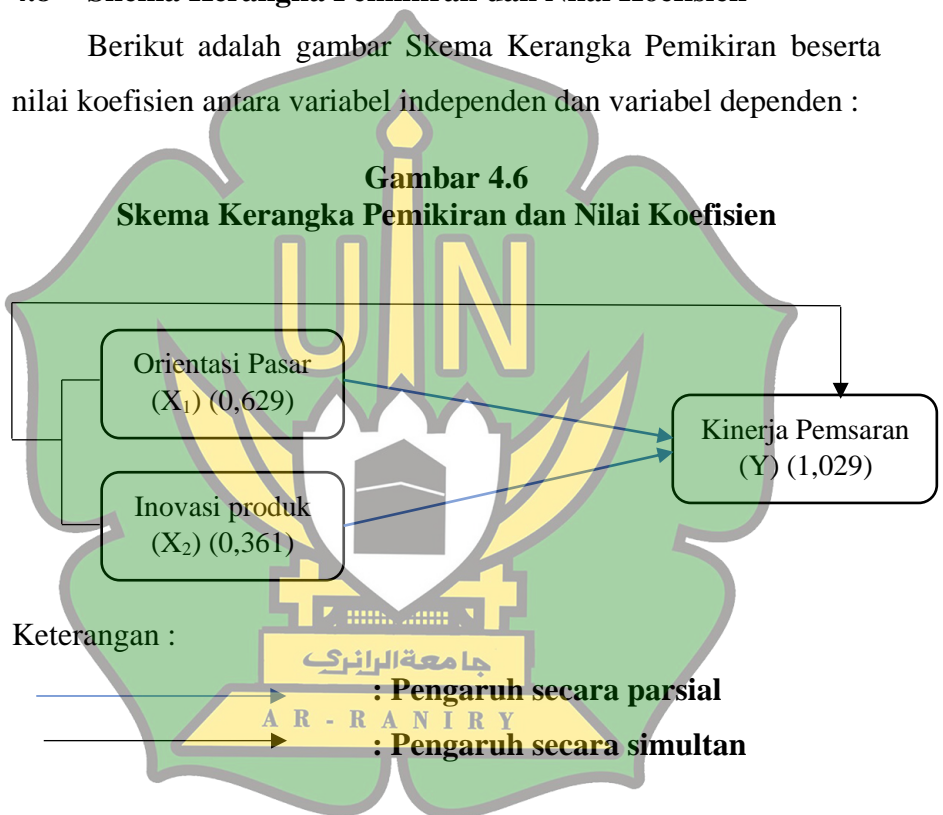 Berikut adalah gambar Skema Kerangka Pemikiran beserta
nilai koefisien antara variabel independen dan variabel dependen :
Gambar 4.6
Skema Kerangka Pemikiran dan Nilai Koefisien
UIN
Orientasi Pasar
(X₁) (0,629)
Kinerja Pemsaran
(Y) (1,029)
Inovasi produk
(X₂) (0,361)
Keterangan :
جامعةالرانري
: Pengaruh secara parsial
AR-RANIRY
: Pengaruh secara simultan